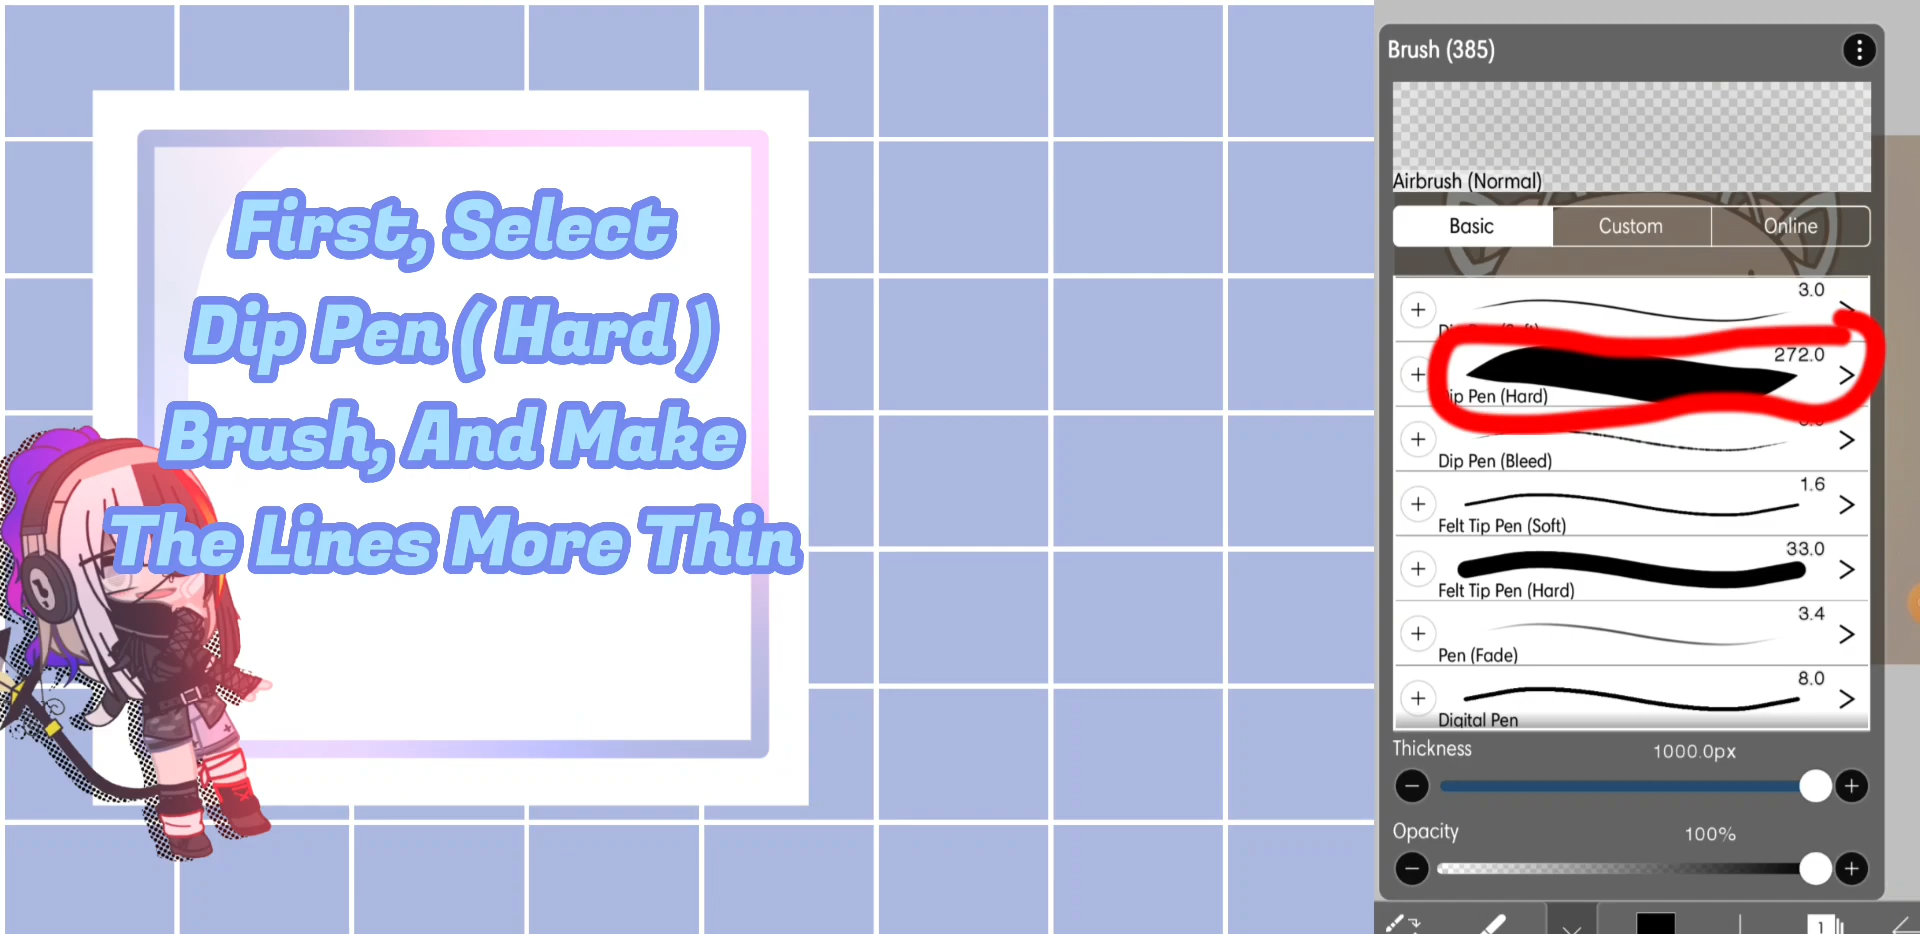 First, Select
Dip Pen ( Hard )
Brush, And Make
The Lines More Thin
Brush (385)
Airbrush (Normal)
Basic
Custom
Online
3.0
272.0
Dip Pen (Hard)
Dip Pen (Bleed)
1.6
Felt Tip Pen (Soft)
33.0
Felt Tip Pen (Hard)
3.4
Pen (Fade)
8.0
Digital Pen
Thickness
1000.0px
Opacity
100%
1